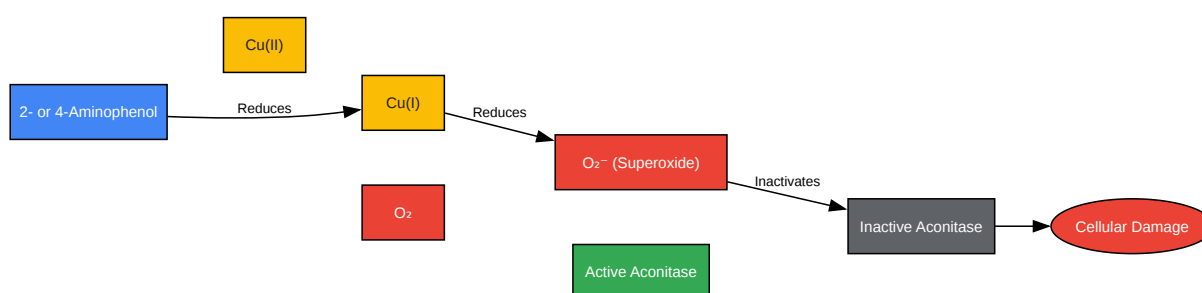 Cu(II)
2- or 4-Aminophenol
Reduces
Cu(I)
Reduces
O₂⁻ (Superoxide)
Inactivates
O₂
Inactive Aconitase
Cellular Damage
Active Aconitase